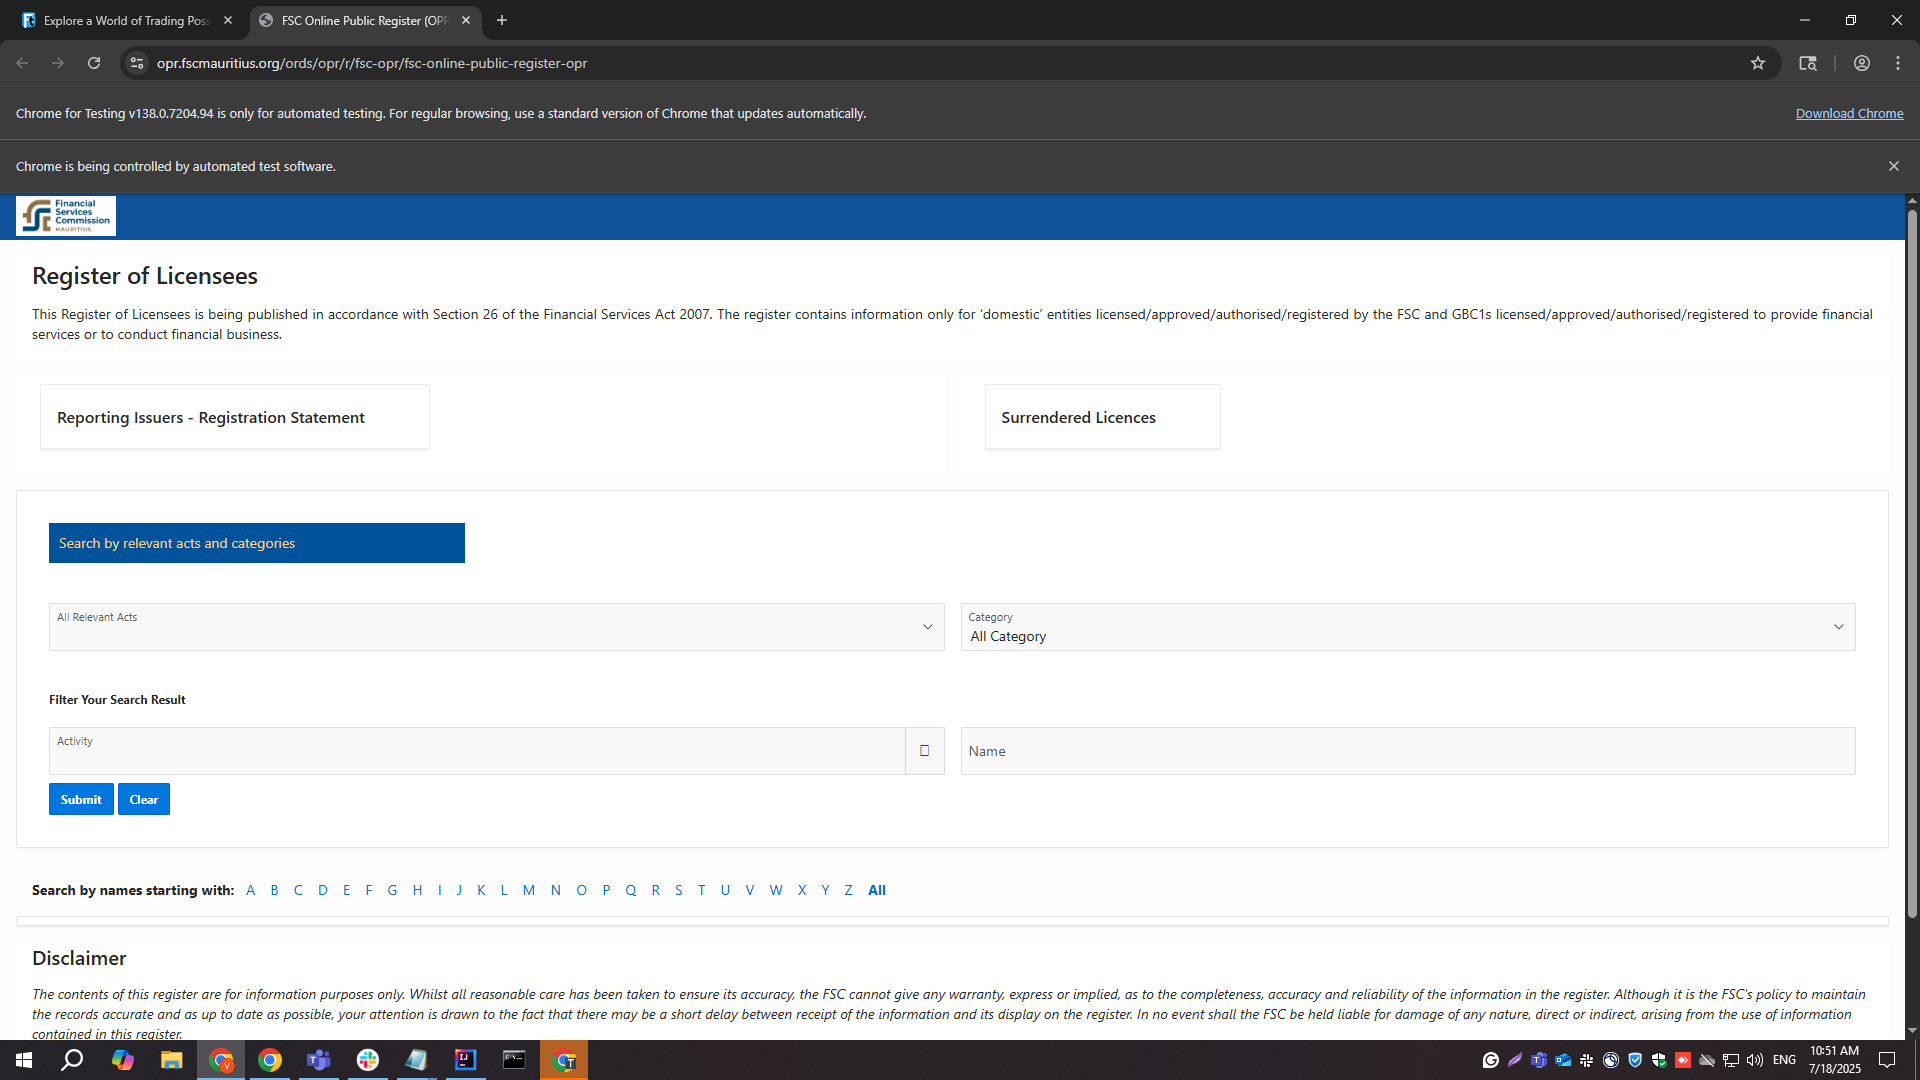 Explore a World of Trading Pos
FSC Online Public Register (OPR
opr.fscmauritius.org/ords/opr/r/fsc-opr/fsc-online-public-register-opr
Chrome for Testing v138.0.7204.94 is only for automated testing. For regular browsing, use a standard version of Chrome that updates automatically.
Download Chrome
Chrome is being controlled by automated test software.
Financial
Services
Commission
MAURITIUS
Register of Licensees
This Register of Licensees is being published in accordance with Section 26 of the Financial Services Act 2007. The register contains information only for ‘domestic’ entities licensed/approved/authorised/registered by the FSC and GBC1s licensed/approved/authorised/registered to provide financial
services or to conduct financial business.
Reporting Issuers - Registration Statement
Surrendered Licences
Search by relevant acts and categories
All Relevant Acts
Category
All Category
Filter Your Search Result
Activity
Name
Submit
Clear
Search by names starting with: A B C D E F G H I J K L M N O P Q R S T U V W X Y Z All
Disclaimer
The contents of this register are for information purposes only. Whilst all reasonable care has been taken to ensure its accuracy, the FSC cannot give any warranty, express or implied, as to the completeness, accuracy and reliability of the information in the register. Although it is the FSC's policy to maintain
the records accurate and as up to date as possible, your attention is drawn to the fact that there may be a short delay between receipt of the information and its display on the register. In no event shall the FSC be held liable for damage of any nature, direct or indirect, arising from the use of information
contained in this register.
ENG
10:51 AM
7/18/2025